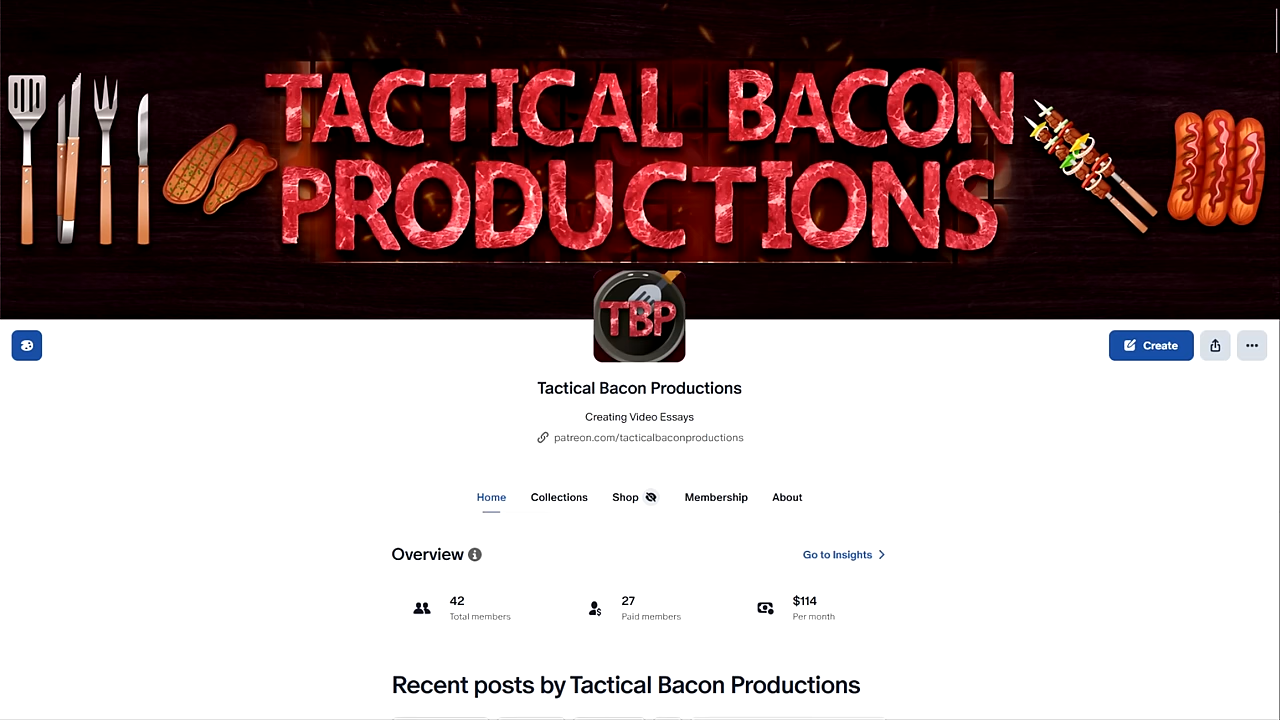 TACTICAL BACON
PRODUCTIONS
TBP
Create
Tactical Bacon Productions
Creating Video Essays
patreon.com/tacticalbaconproductions
Home Collections Shop Membership About
Overview Go to Insights
42 27 $114
Total members Paid members Per month
Recent posts by Tactical Bacon Productions